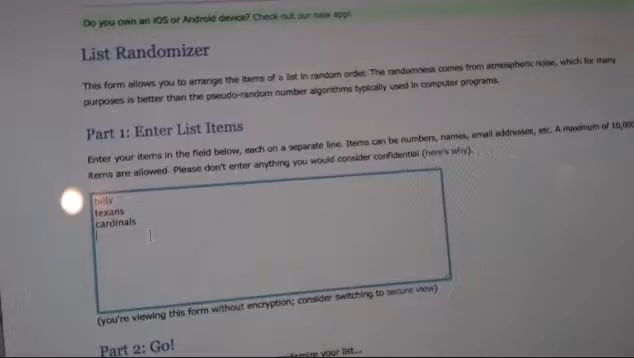 Do you own an iOS or Android device? Check out our new app!
List Randomizer
This form allows you to arrange the items of a list in random order. The randomness comes from atmospheric noise, which for many
purposes is better than the pseudo-random number algorithms typically used in computer programs.
Part 1: Enter List Items
Enter your items in the field below, each on a separate line. Items can be numbers, names, email addresses, etc. A maximum of 10,000
items are allowed. Please don't enter anything you would consider confidential (here's why).
bills
texans
cardinals
(you're viewing this form without encryption; consider switching to secure view)
Part 2: Go!
randomize your list...